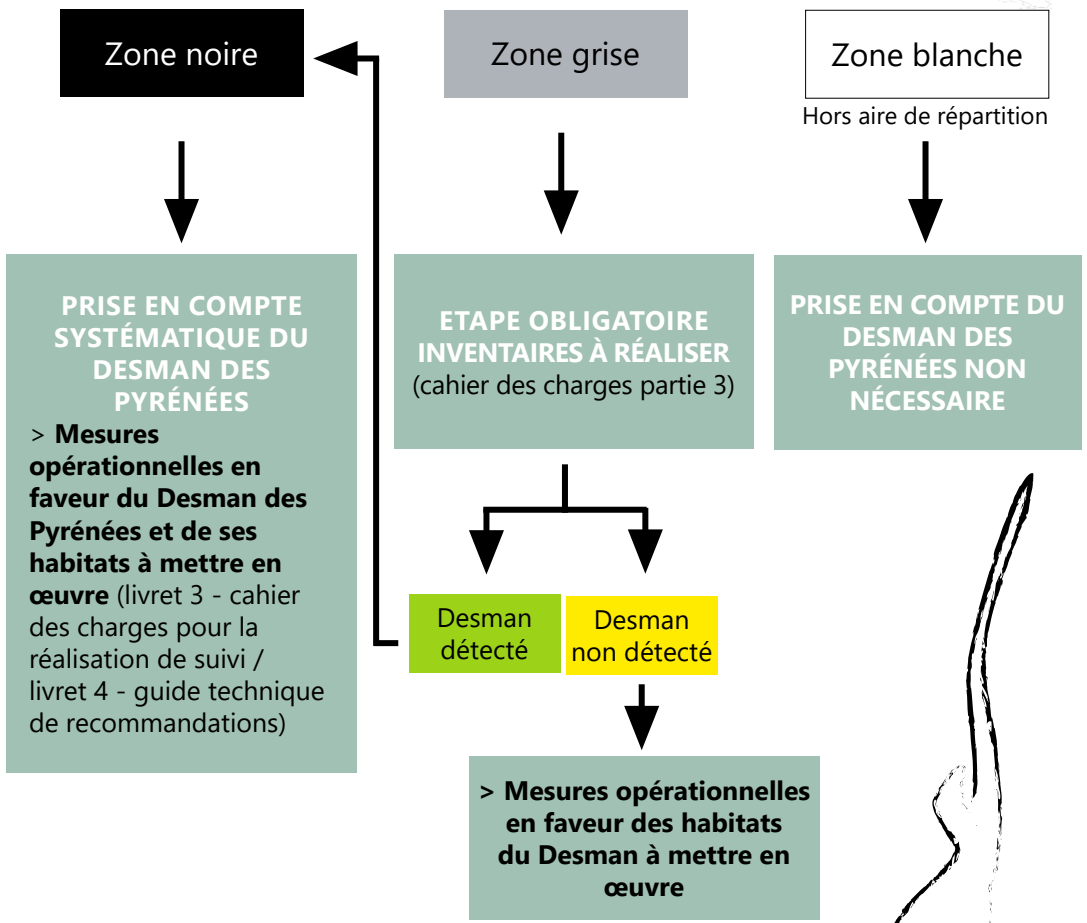 Zone noire
PRISE EN COMPTE
SYSTÉMATIQUE DU
DESMAN DES
PYRÉNÉES
> Mesures
opérationnelles en
faveur du Desman des
Pyrénées et de ses
habitats à mettre en
œuvre (livret 3 - cahier
des charges pour la
réalisation de suivi /
livret 4 - guide technique
de recommandations)
Zone grise
ETAPE OBLIGATOIRE
INVENTAIRES À RÉALISER
(cahier des charges partie 3)
Desman
détecté
Desman
non détecté
> Mesures opérationnelles
en faveur des habitats
du Desman à mettre en
œuvre
Zone blanche
Hors aire de répartition
PRISE EN COMPTE DU
DESMAN DES
PYRÉNÉES NON
NÉCESSAIRE